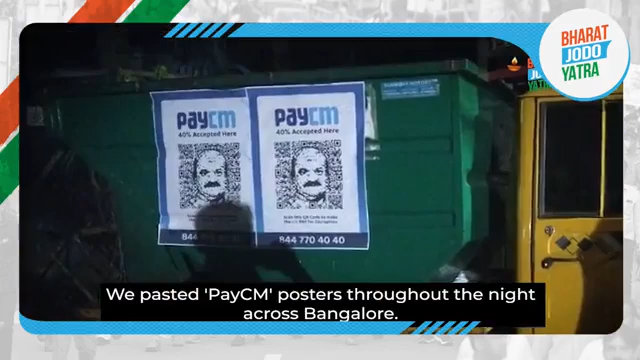 BHARAT
JODO
YATRA
PayCM
40% Accepted Here
844
PayCM
40% Accepted Here
844 770 40 40
We pasted 'PayCM' posters throughout the night
across Bangalore.